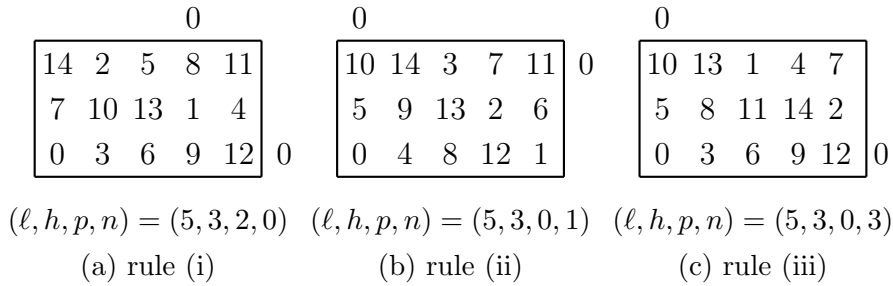 0 0 0
14 2 5 8 11 10 14 3 7 11 0 10 13 1 4 7
7 10 13 1 4 5 9 13 2 6 5 8 11 14 2
0 3 6 9 12 0 0 4 8 12 1 0 3 6 9 12 0
(ℓ, h, p, n) = (5, 3, 2, 0) (ℓ, h, p, n) = (5, 3, 0, 1) (ℓ, h, p, n) = (5, 3, 0, 3)
(a) rule (i) (b) rule (ii) (c) rule (iii)